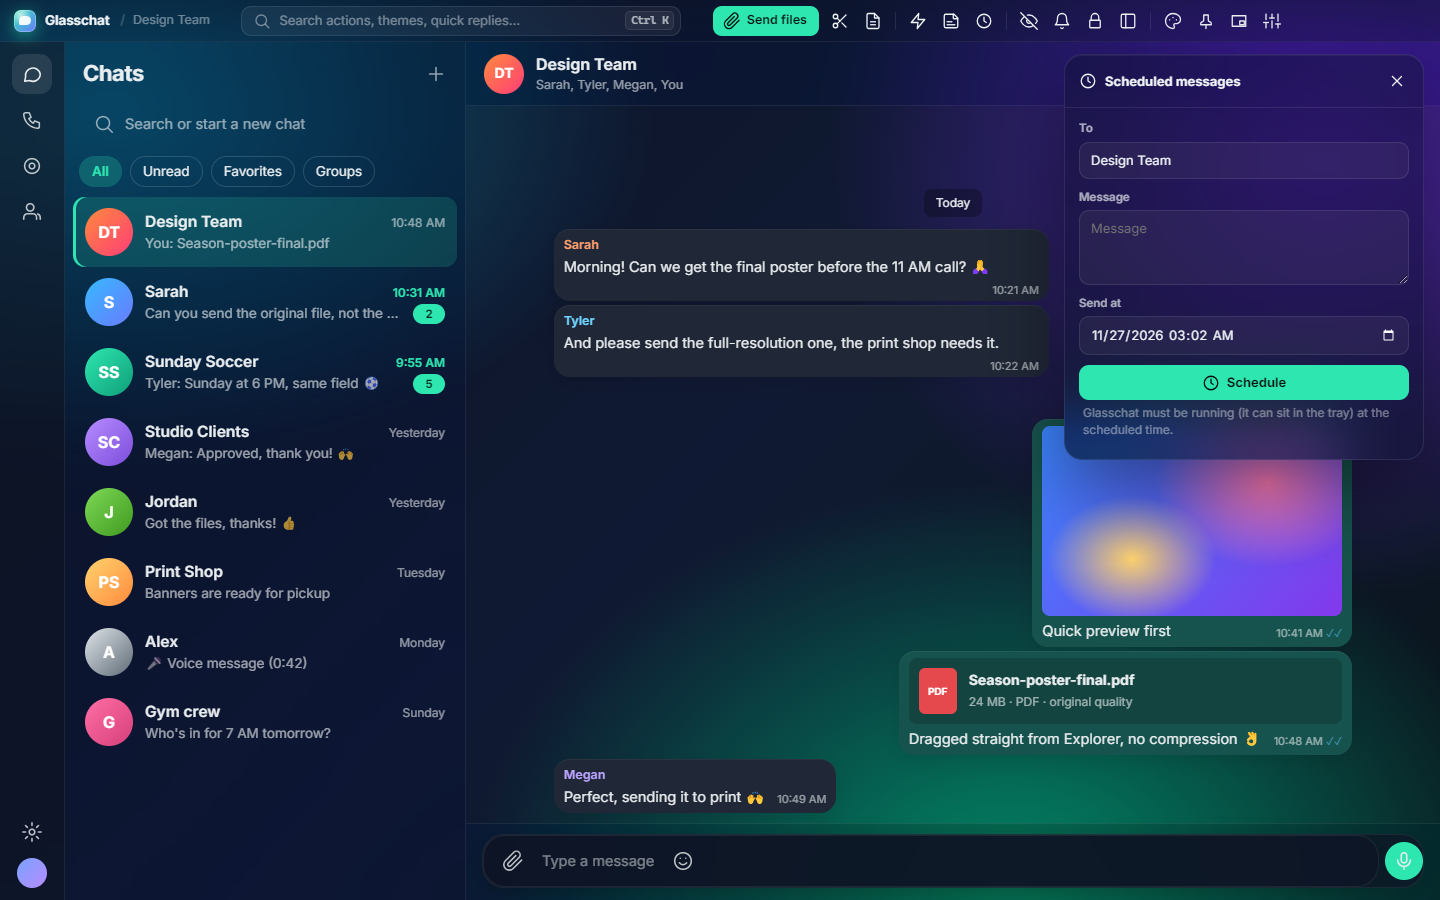 Glasschat / Design Team
Search actions, themes, quick replies...
Ctrl K
Send files
Chats
Search or start a new chat
All
Unread
Favorites
Groups
DT
Design Team
10:48 AM
You: Season-poster-final.pdf
S
Sarah
10:31 AM
Can you send the original file, not the ...
2
SS
Sunday Soccer
9:55 AM
Tyler: Sunday at 6 PM, same field ⚽
5
SC
Studio Clients
Yesterday
Megan: Approved, thank you! 🙌
J
Jordan
Yesterday
Got the files, thanks! 👍
PS
Print Shop
Tuesday
Banners are ready for pickup
A
Alex
Monday
🎤 Voice message (0:42)
G
Gym crew
Sunday
Who's in for 7 AM tomorrow?
DT
Design Team
Sarah, Tyler, Megan, You
Today
Sarah
Morning! Can we get the final poster before the 11 AM call? 🙏
10:21 AM
Tyler
And please send the full-resolution one, the print shop needs it.
10:22 AM
Quick preview first
10:41 AM ✓✓
PDF
Season-poster-final.pdf
24 MB · PDF · original quality
Dragged straight from Explorer, no compression 👌
10:48 AM ✓✓
Megan
Perfect, sending it to print 🙌
10:49 AM
Type a message
Scheduled messages
To
Design Team
Message
Message
Send at
11/27/2026 03:02 AM
Schedule
Glasschat must be running (it can sit in the tray) at the
scheduled time.